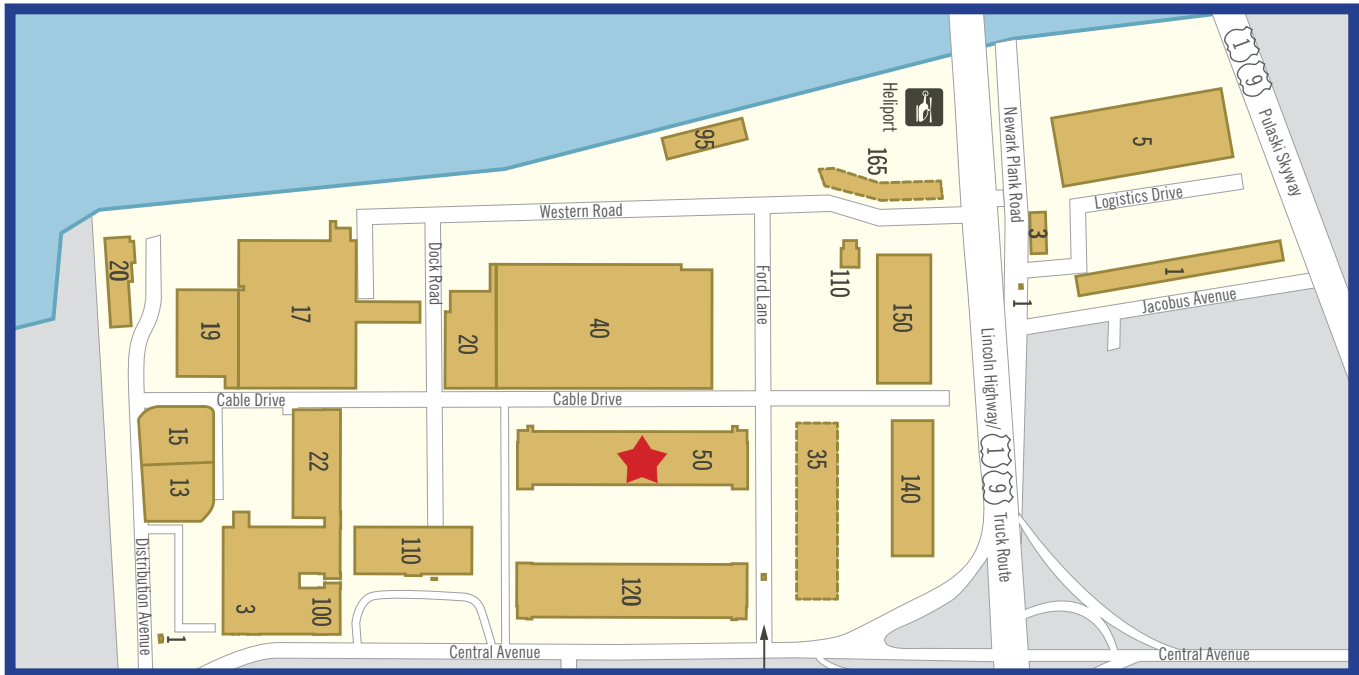 1
9
Pulaski Skyway
Heliport
Newark Plank Road
5
95
165
Logistics Drive
Western Road
3
20
Dock Road
Ford Lane
110
1
1
Jacobus Avenue
17
19
20
40
150
Lincoln Highway/
1
9
Truck Route
Cable Drive
Cable Drive
15
22
50
35
13
140
110
Distribution Avenue
120
3
100
1
Central Avenue
Central Avenue